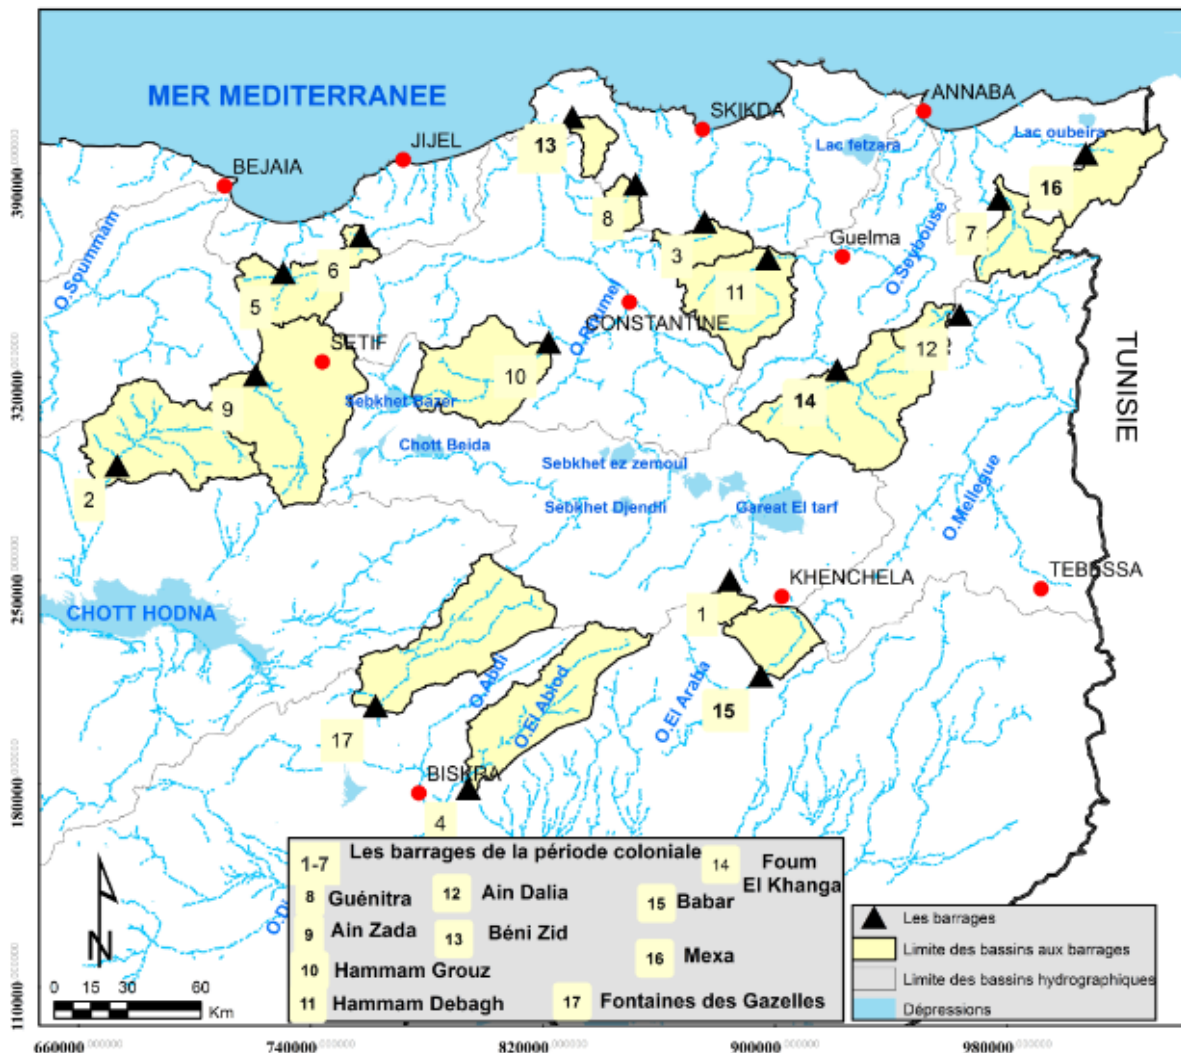 MER MEDITERRANEE
ANNABA
SKIKDA
13
Lac fetzara
Lac oubeira
JIJEL
BEJAIA
16
8
7
O.Soummam
O.Seybouse
3
Guelma
6
5
11
O.Rhumel
CONSTANTINE
SETIF
12
TUNISIE
10
14
9
Sebkhet Bazer
Chott Beida
Sebkhet ez zemoul
2
Sebkhet Djendli
Gareat El tarf
O.Mellegue
KHENCHELA
TEBESSA
CHOTT HODNA
1
O.Abdi
O.El Abiod
O.El Araba
15
17
BISKRA
4
1-7 Les barrages de la période coloniale
8 Guénitra
9 Ain Zada
10 Hammam Grouz
11 Hammam Debagh
12 Ain Dalia
13 Béni Zid
14 Foum
El Khanga
15 Babar
16 Mexa
17 Fontaines des Gazelles
Les barrages
Limite des bassins aux barrages
Limite des bassins hydrographiques
Dépressions
N
0 15 30 60
Km
390000
320000
250000
180000
110000
660000 740000 820000 900000 980000